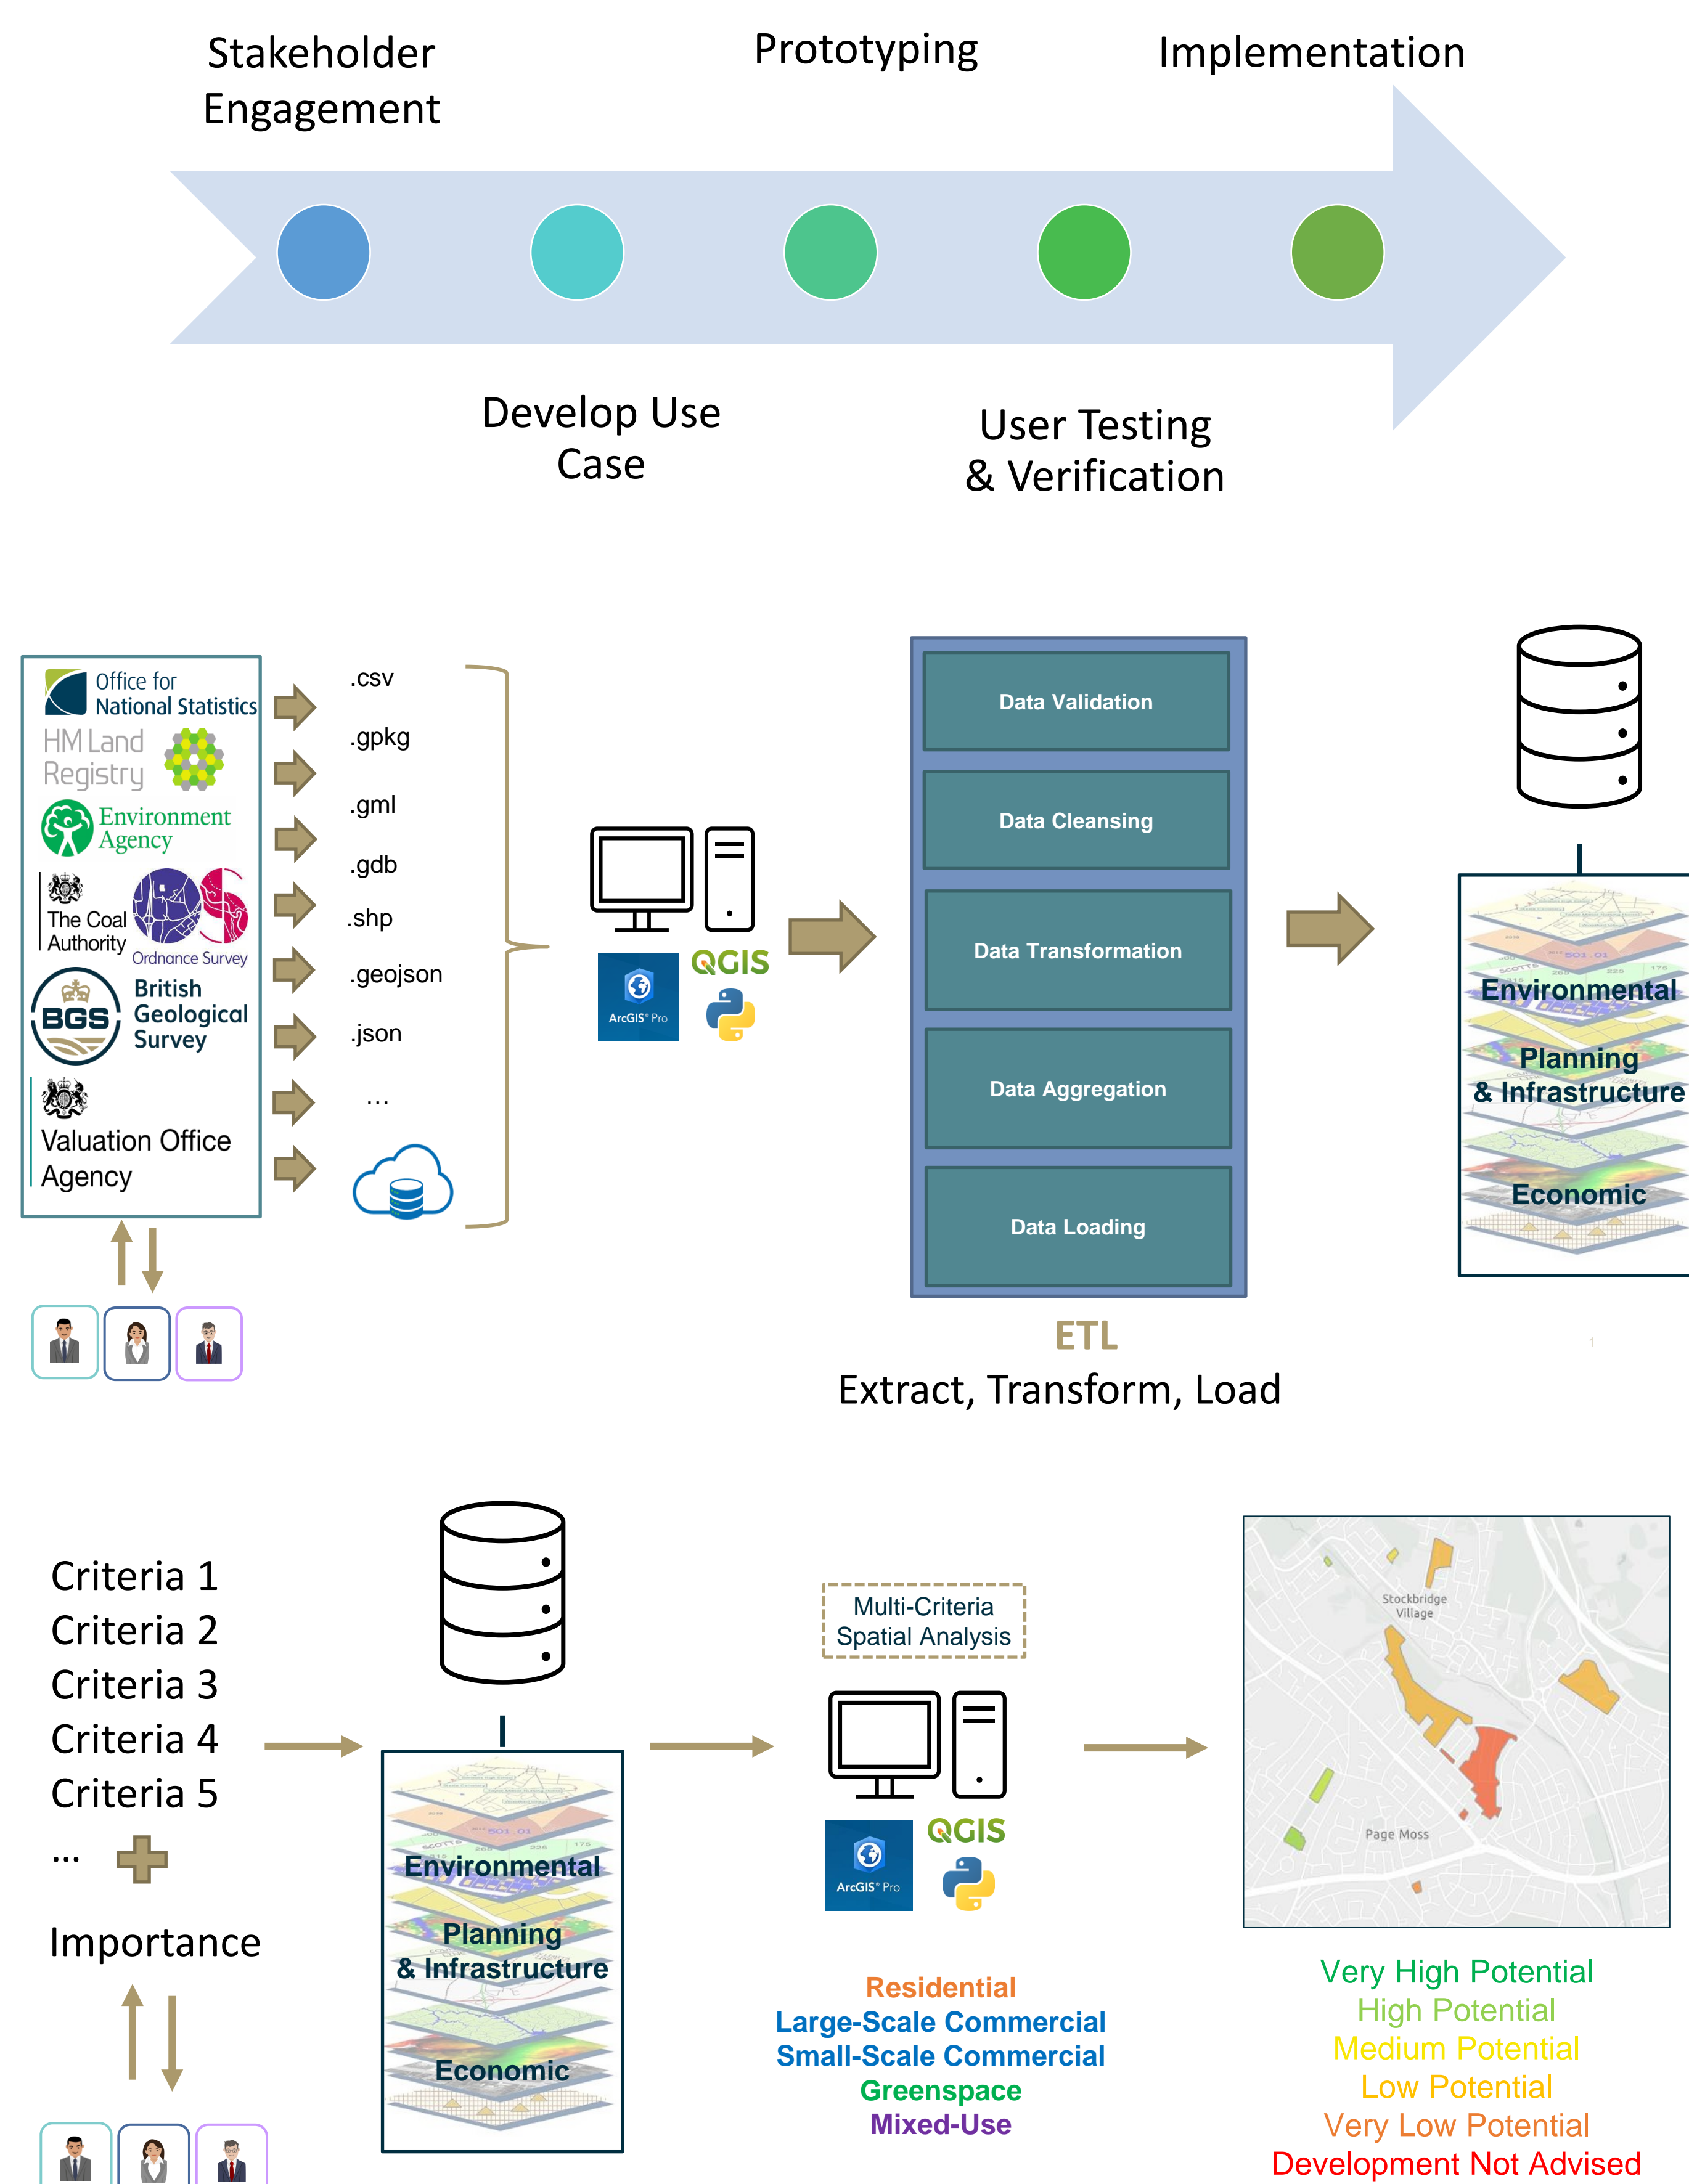 Stakeholder
Engagement
Prototyping
Implementation
Develop Use
Case
User Testing
& Verification
Office for
National Statistics
HM Land
Registry
Environment
Agency
The Coal
Authority
Ordnance Survey
BGS
British
Geological
Survey
Valuation Office
Agency
.csv
.gpkg
.gml
.gdb
.shp
.geojson
.json
...
ArcGIS® Pro
QGIS
Data Validation
Data Cleansing
Data Transformation
Data Aggregation
Data Loading
ETL
Extract, Transform, Load
Environmental
Planning
& Infrastructure
Economic
1
Criteria 1
Criteria 2
Criteria 3
Criteria 4
Criteria 5
...
Importance
Environmental
Planning
& Infrastructure
Economic
Multi-Criteria
Spatial Analysis
ArcGIS® Pro
QGIS
Residential
Large-Scale Commercial
Small-Scale Commercial
Greenspace
Mixed-Use
Stockbridge
Village
Page Moss
Very High Potential
High Potential
Medium Potential
Low Potential
Very Low Potential
Development Not Advised